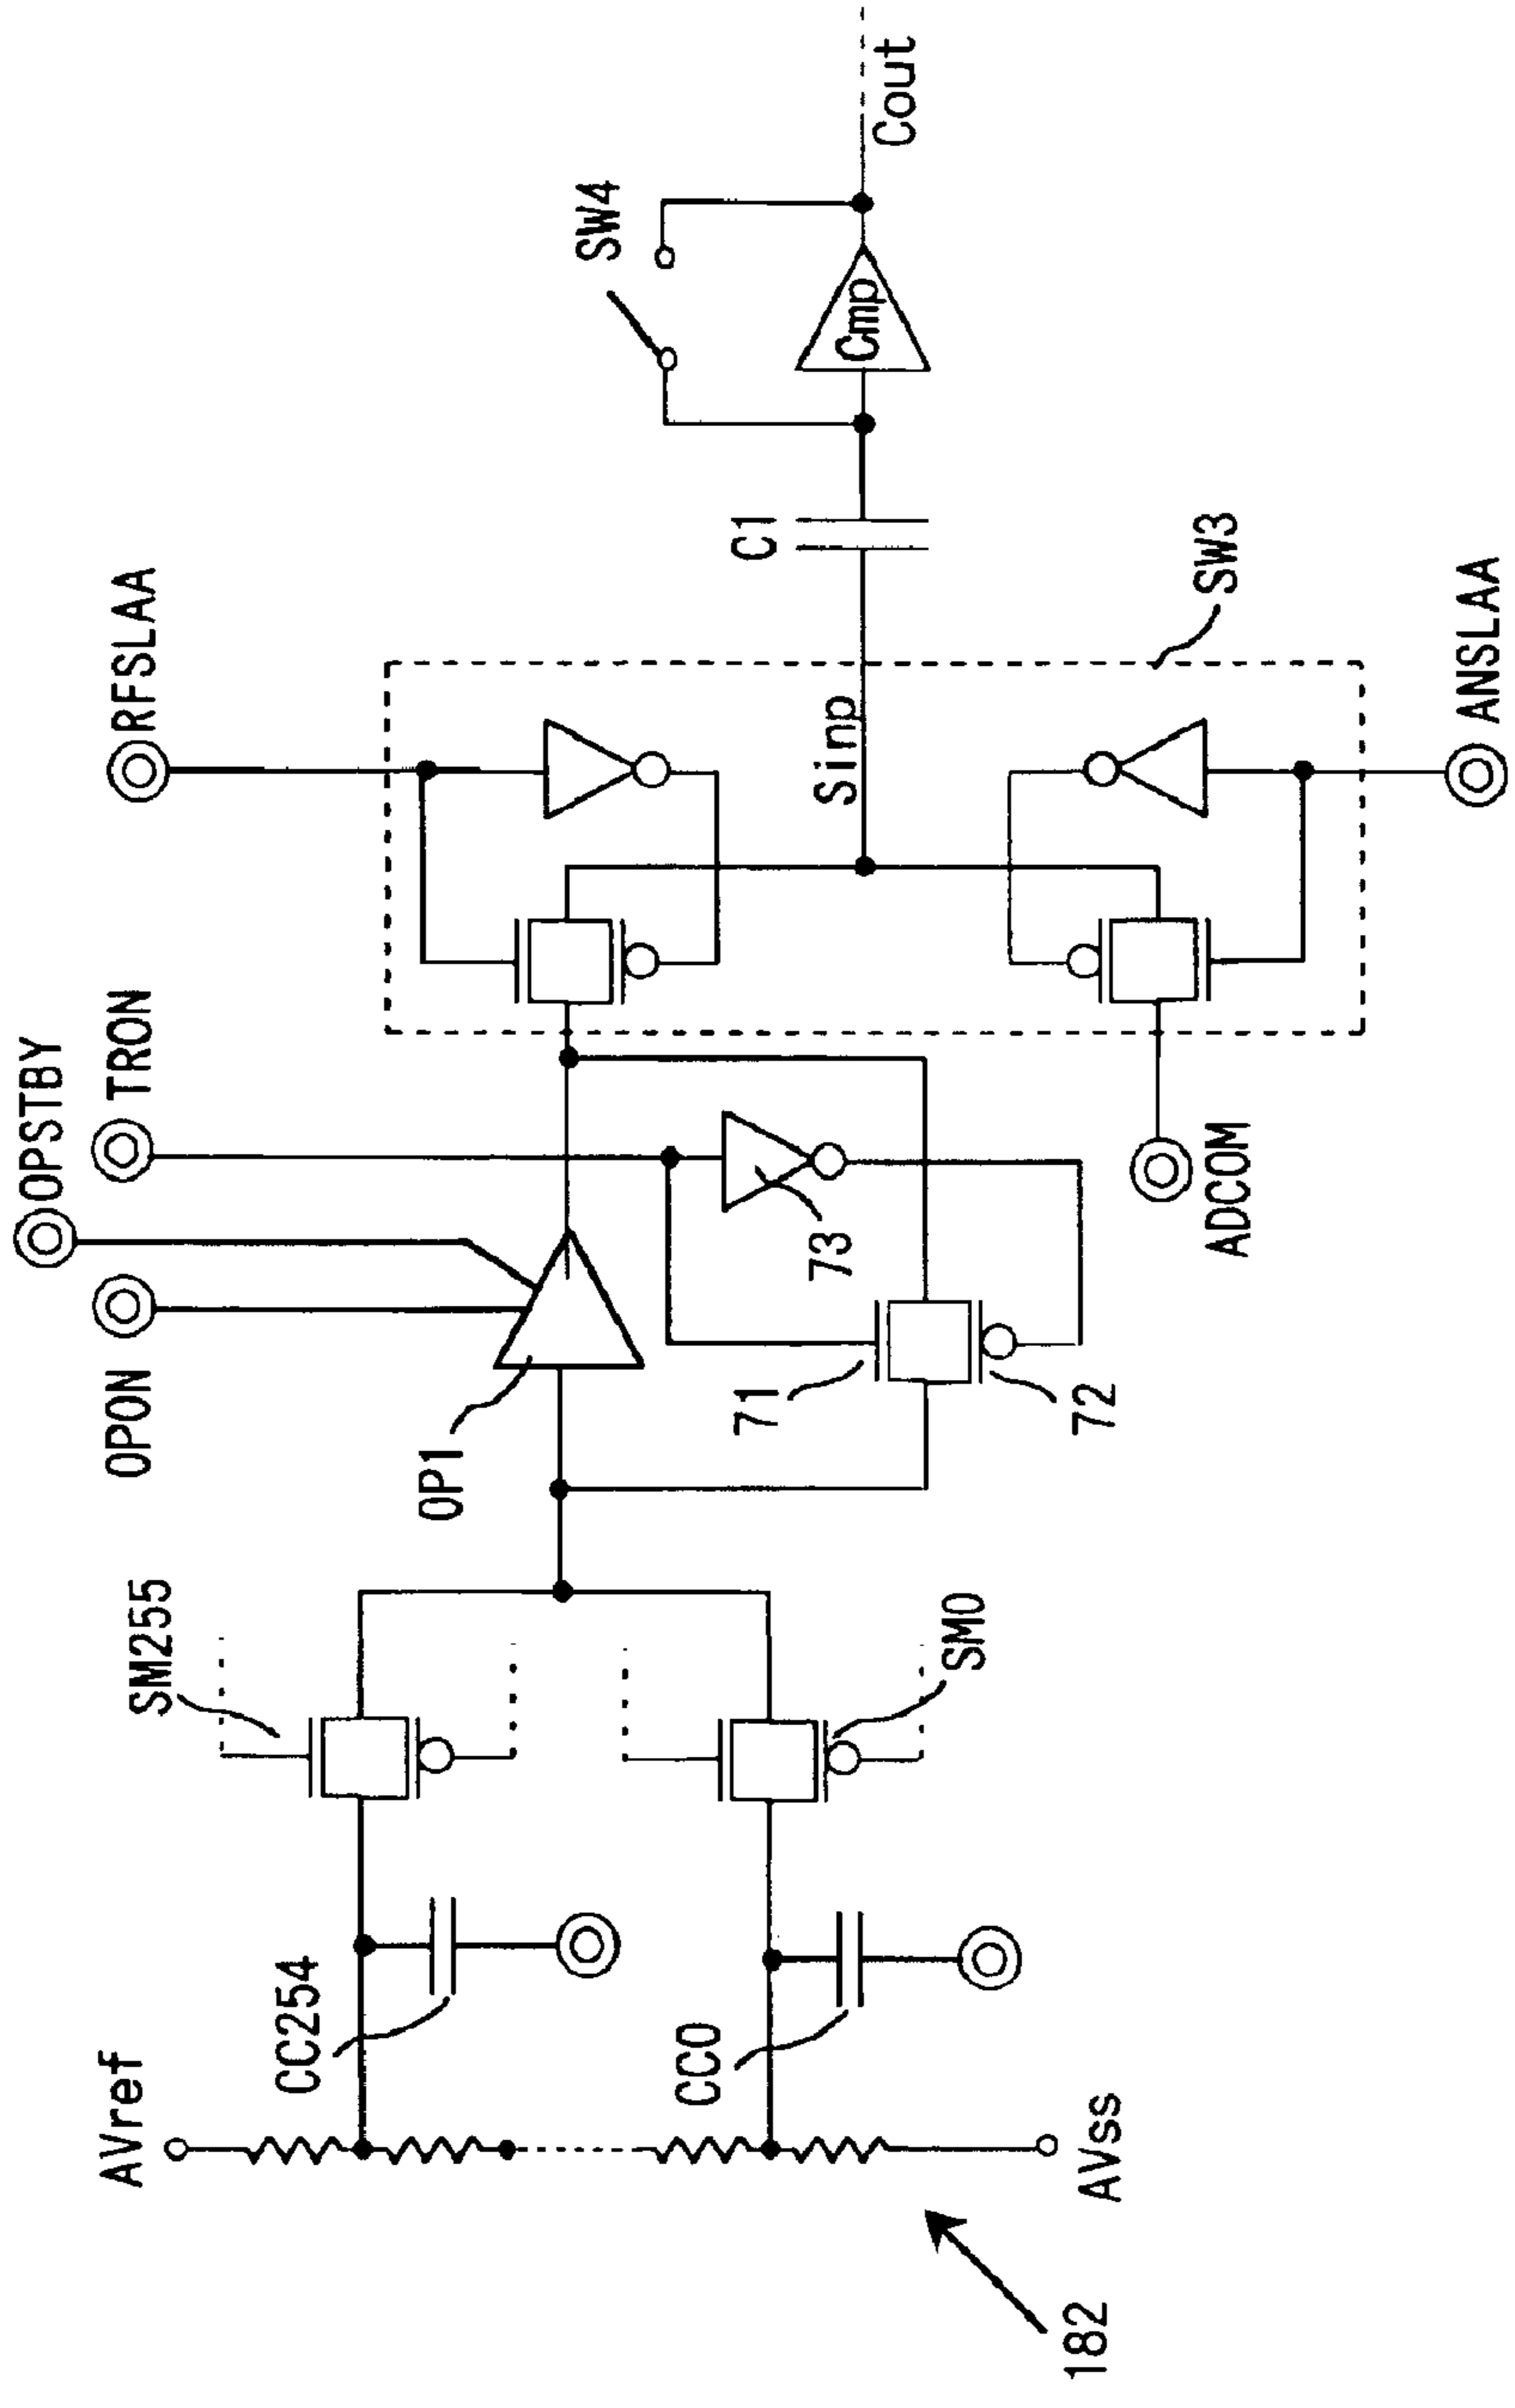 OPSTBY
TRON
OPON
RFSLAA
SW4
Cmp
Cout
C1
Sinp
SW3
ANSLAA
ADCOM
73
71
72
OP1
SM255
SM0
CC254
CC0
AVref
AVss
182